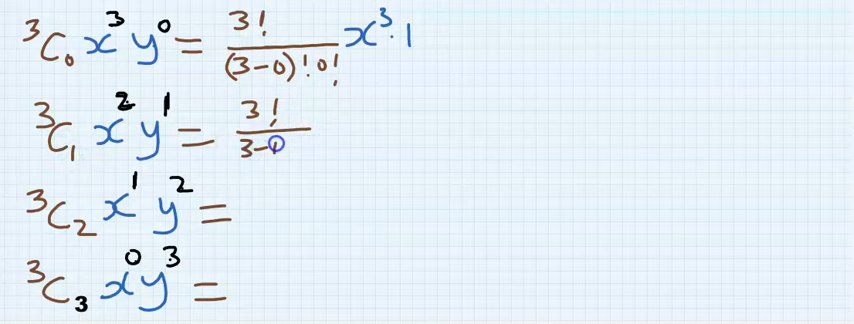 ³C₀ x³ y⁰ = 3! / (3-0)! 0! x³·1
³C₁ x² y¹ = 3! / 3-1
³C₂ x¹ y² =
³C₃ x⁰ y³ =